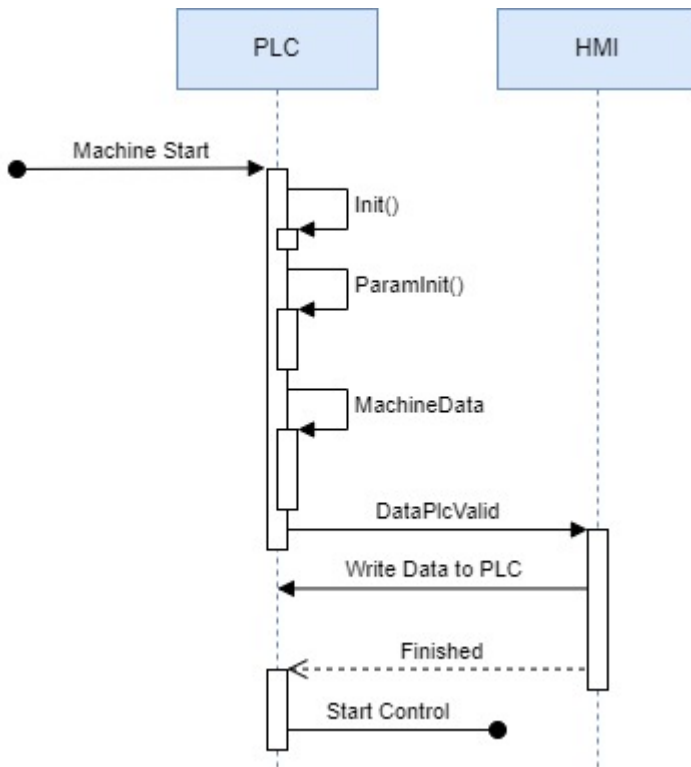 PLC
HMI
Machine Start
Init()
ParamInit()
MachineData
DataPlcValid
Write Data to PLC
Finished
Start Control